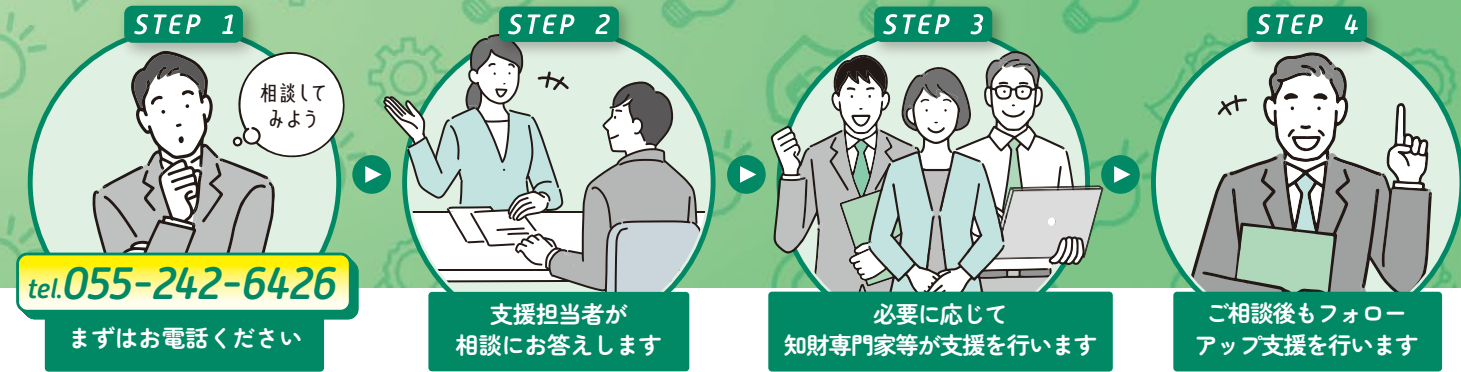 STEP 1
相談して
みよう
tel.055-242-6426
まずはお電話ください
STEP 2
支援担当者が
相談にお答えします
STEP 3
必要に応じて
知財専門家等が支援を行います
STEP 4
ご相談後もフォロー
アップ支援を行います